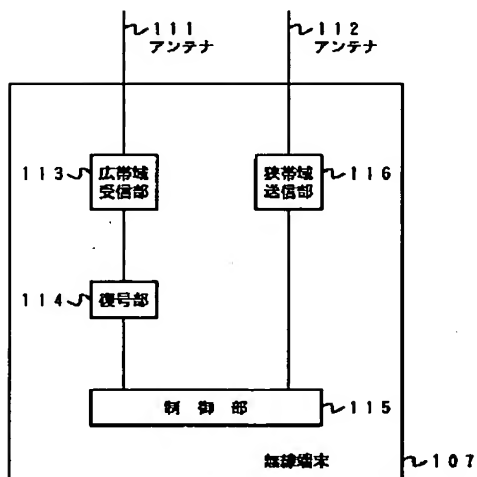 111
アンテナ
112
アンテナ
113
広帯域
受信部
狭帯域
送信部
116
114
復号部
制御部
115
無線端末
107